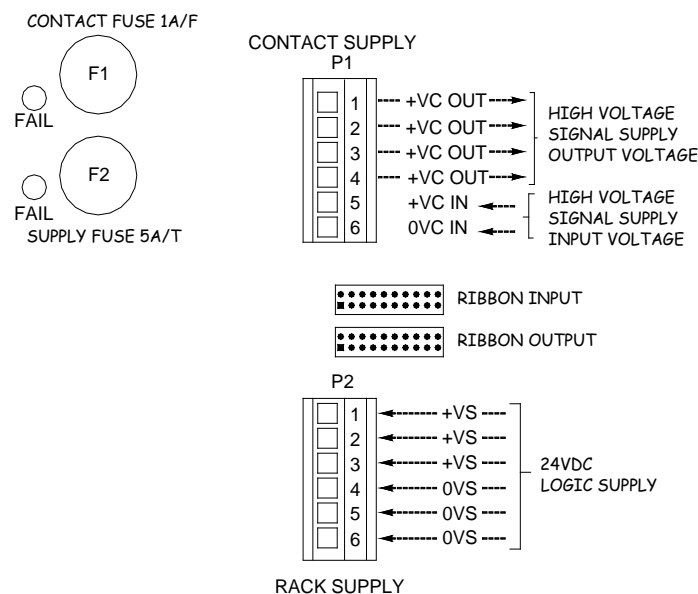 CONTACT FUSE 1A/F
F1
FAIL
F2
FAIL
SUPPLY FUSE 5A/T
CONTACT SUPPLY
P1
1 +VC OUT
2 +VC OUT
3 +VC OUT
4 +VC OUT
HIGH VOLTAGE
SIGNAL SUPPLY
OUTPUT VOLTAGE
5 +VC IN
6 0VC IN
HIGH VOLTAGE
SIGNAL SUPPLY
INPUT VOLTAGE
RIBBON INPUT
RIBBON OUTPUT
P2
1 +VS
2 +VS
3 +VS
4 0VS
5 0VS
6 0VS
24VDC
LOGIC SUPPLY
RACK SUPPLY